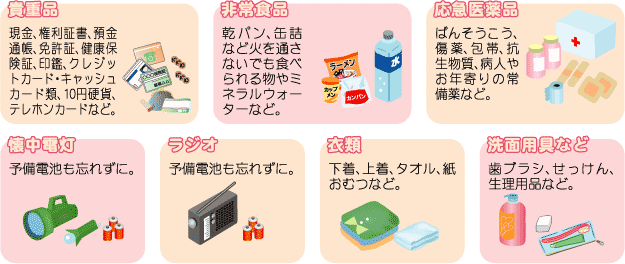 貴重品
現金、権利証書、預金
通帳、免許証、健康保
険証、印鑑、クレジッ
トカード・キャッシュ
カード類、10円硬貨、
テレホンカードなど。
非常食品
乾パン、缶詰
など火を通さ
ないでも食べ
られる物やミ
ネラルウォー
ターなど。
ラーメン
カップ
メン
カンパン
水
応急医薬品
ばんそうこう、
傷薬、包帯、抗
生物質、病人や
お年寄りの常
備薬など。
懐中電灯
予備電池も忘れずに。
ラジオ
予備電池も忘れずに。
衣類
下着、上着、タオル、紙
おむつなど。
洗面用具など
歯ブラシ、せっけん、
生理用品など。